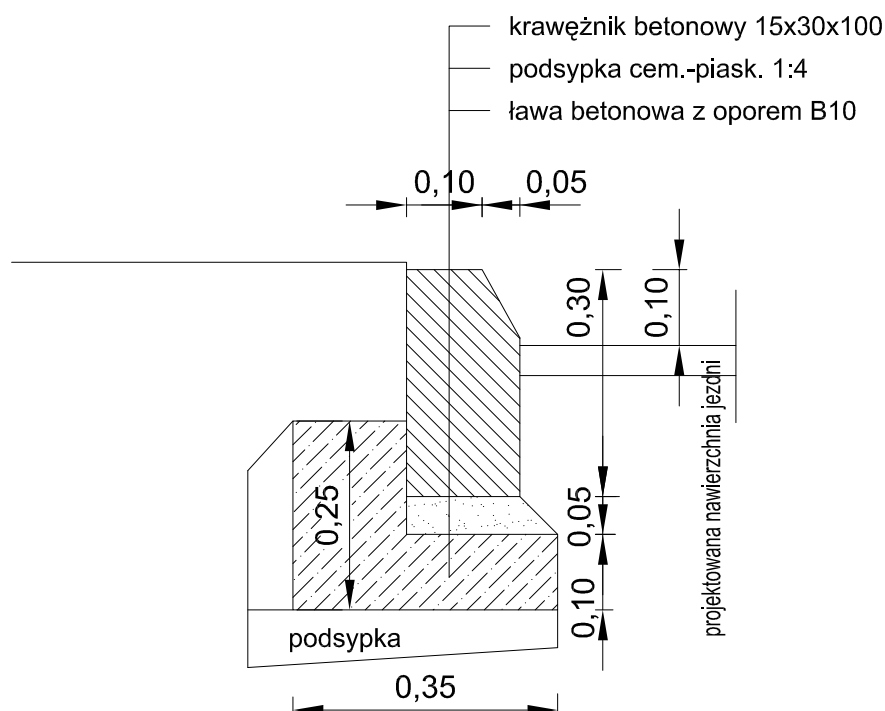 krawężnik betonowy 15x30x100
podsypka cem.-piask. 1:4
ława betonowa z oporem B10
0,10
0,05
0,30
0,10
projektowana nawierzchnia jezdni
0,25
0,05
0,10
podsypka
0,35